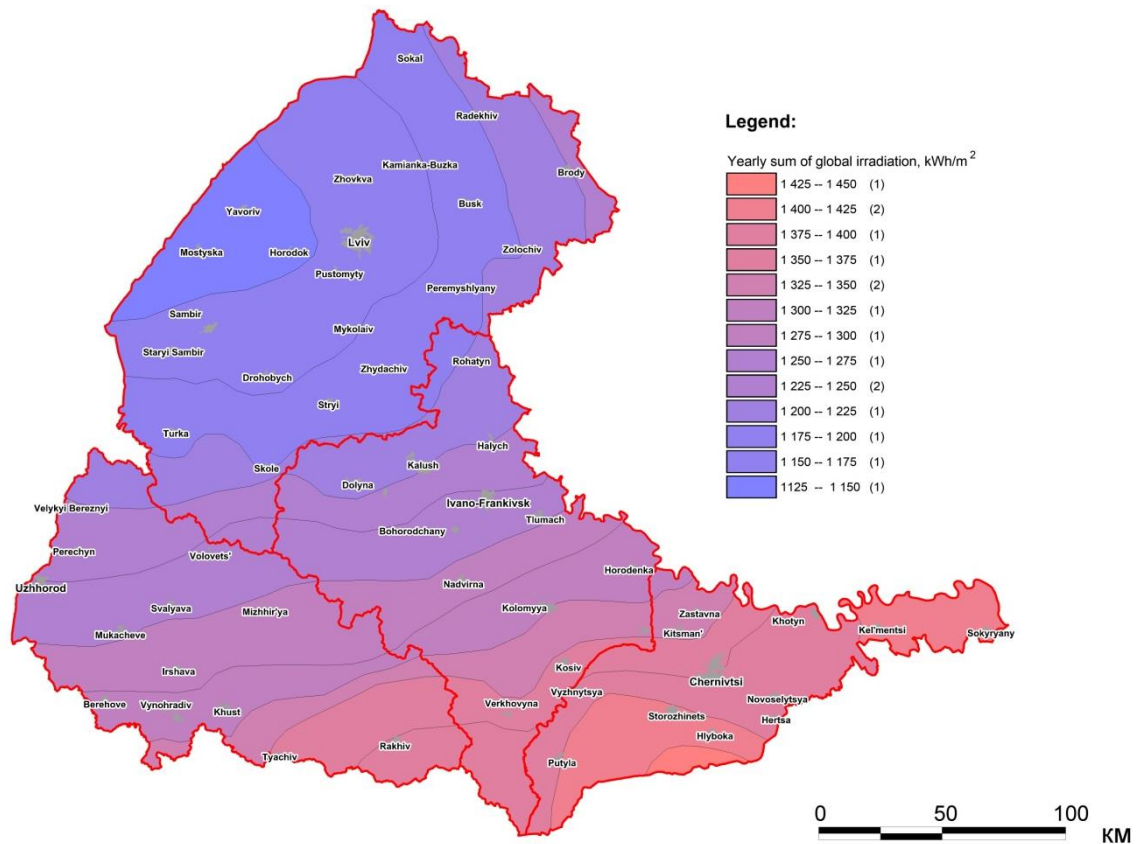 Sokal
Radekhiv
Legend:
Yearly sum of global irradiation, kWh/m²
Kamianka-Buzka
Brody
Zhovkva
1 425 -- 1 450 (1)
Yavoriv
Busk
1 400 -- 1 425 (2)
Lviv
1 375 -- 1 400 (1)
Mostyska
Horodok
Zolochiv
1 350 -- 1 375 (1)
Pustomyty
1 325 -- 1 350 (2)
Peremyshlyany
1 300 -- 1 325 (1)
Sambir
1 275 -- 1 300 (1)
Mykolaiv
Staryi Sambir
1 250 -- 1 275 (1)
Rohatyn
Zhydachiv
Drohobych
1 225 -- 1 250 (2)
Stryi
1 200 -- 1 225 (1)
Turka
1 175 -- 1 200 (1)
Halych
1 150 -- 1 175 (1)
Skole
Kalush
1125 -- 1 150 (1)
Dolyna
Ivano-Frankivsk
Velykyi Bereznyi
Tlumach
Bohorodchany
Perechyn
Volovets'
Horodenka
Uzhhorod
Nadvirna
Svalyava
Mizhhir'ya
Kolomyya
Zastavna
Khotyn
Kel'mentsi
Sokyryany
Mukacheve
Kitsman'
Irshava
Kosiv
Chernivtsi
Vyzhnytsya
Novoselytsya
Berehove
Vynohradiv
Khust
Verkhovyna
Storozhinets
Hertsa
Hlyboka
Rakhiv
Tyachiv
Putyla
0 50 100
KM